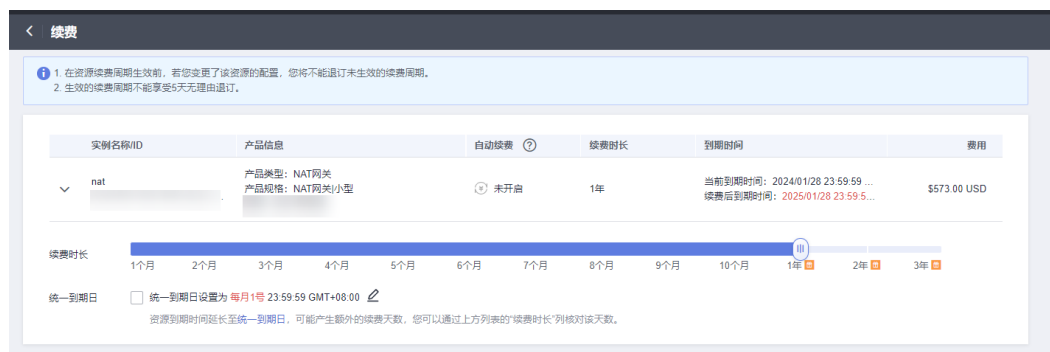 续费
1. 在资源续费周期生效前，若您变更了该资源的配置，您将不能退订未生效的续费周期。
2. 生效的续费周期不能享受5天无理由退订。
实例名称/ID 产品信息 自动续费 续费时长 到期时间 费用
nat 产品类型：NAT网关 未开启 1年 当前到期时间：2024/01/28 23:59:59 ... $573.00 USD
产品规格：NAT网关|小型 续费后到期时间：2025/01/28 23:59:5...
续费时长
1个月 2个月 3个月 4个月 5个月 6个月 7个月 8个月 9个月 10个月 1年 2年 3年
统一到期日 统一到期日设置为 每月1号 23:59:59 GMT+08:00
资源到期时间延长至统一到期日，可能产生额外的续费天数，您可以通过上方列表的“续费时长”列核对该天数。